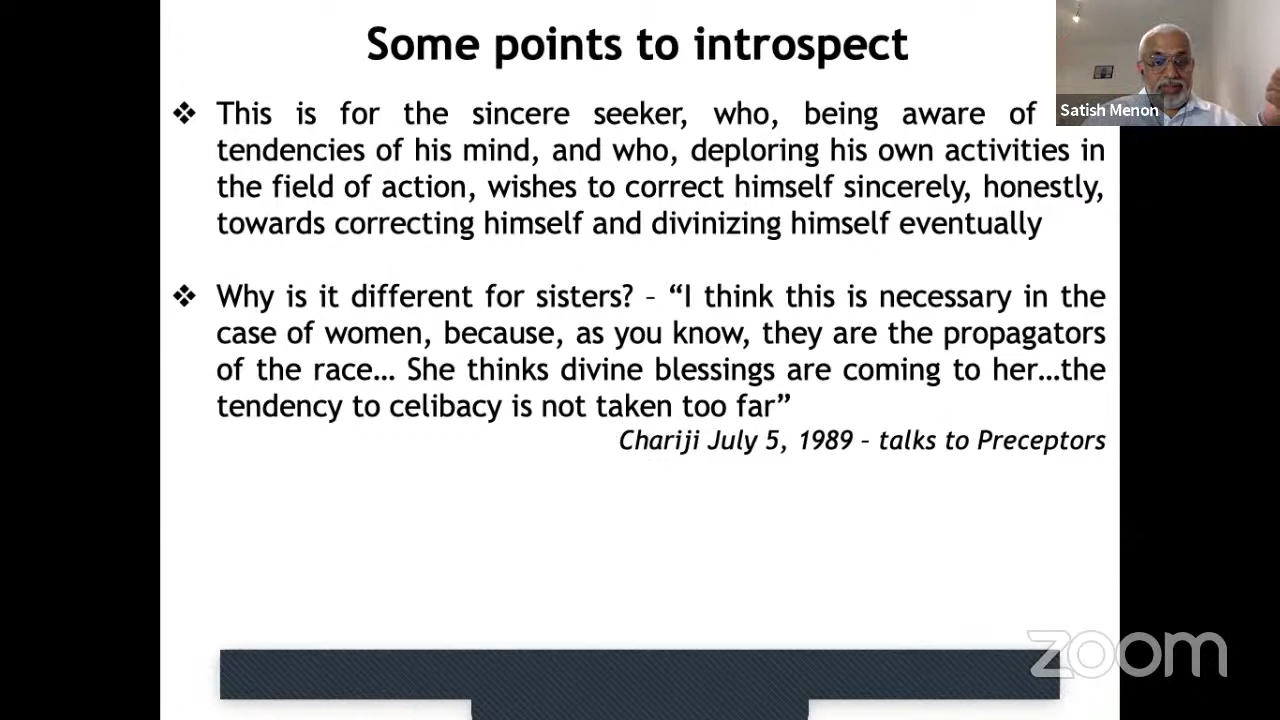 Some points to introspect
❖ This is for the sincere seeker, who, being aware of
tendencies of his mind, and who, deploring his own activities in
the field of action, wishes to correct himself sincerely, honestly,
towards correcting himself and divinizing himself eventually
❖ Why is it different for sisters? – “I think this is necessary in the
case of women, because, as you know, they are the propagators
of the race… She thinks divine blessings are coming to her…the
tendency to celibacy is not taken too far”
Chariji July 5, 1989 – talks to Preceptors
Satish Menon
zoom